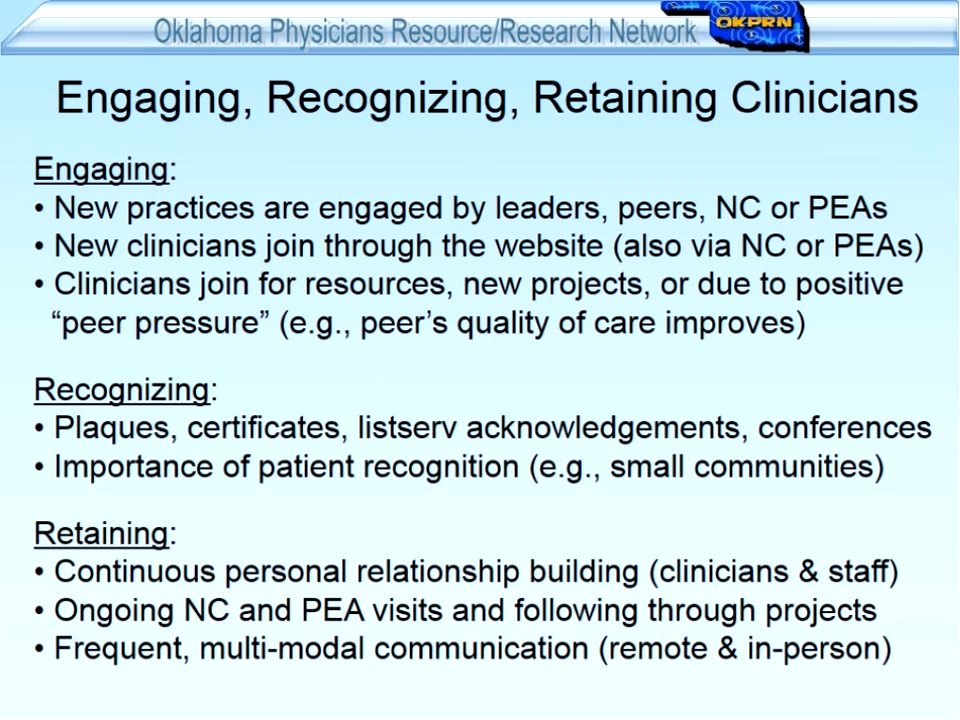 Oklahoma Physicians Resource/Research Network
OKPRN
Engaging, Recognizing, Retaining Clinicians
Engaging:
• New practices are engaged by leaders, peers, NC or PEAs
• New clinicians join through the website (also via NC or PEAs)
• Clinicians join for resources, new projects, or due to positive
“peer pressure” (e.g., peer’s quality of care improves)
Recognizing:
• Plaques, certificates, listserv acknowledgements, conferences
• Importance of patient recognition (e.g., small communities)
Retaining:
• Continuous personal relationship building (clinicians & staff)
• Ongoing NC and PEA visits and following through projects
• Frequent, multi-modal communication (remote & in-person)